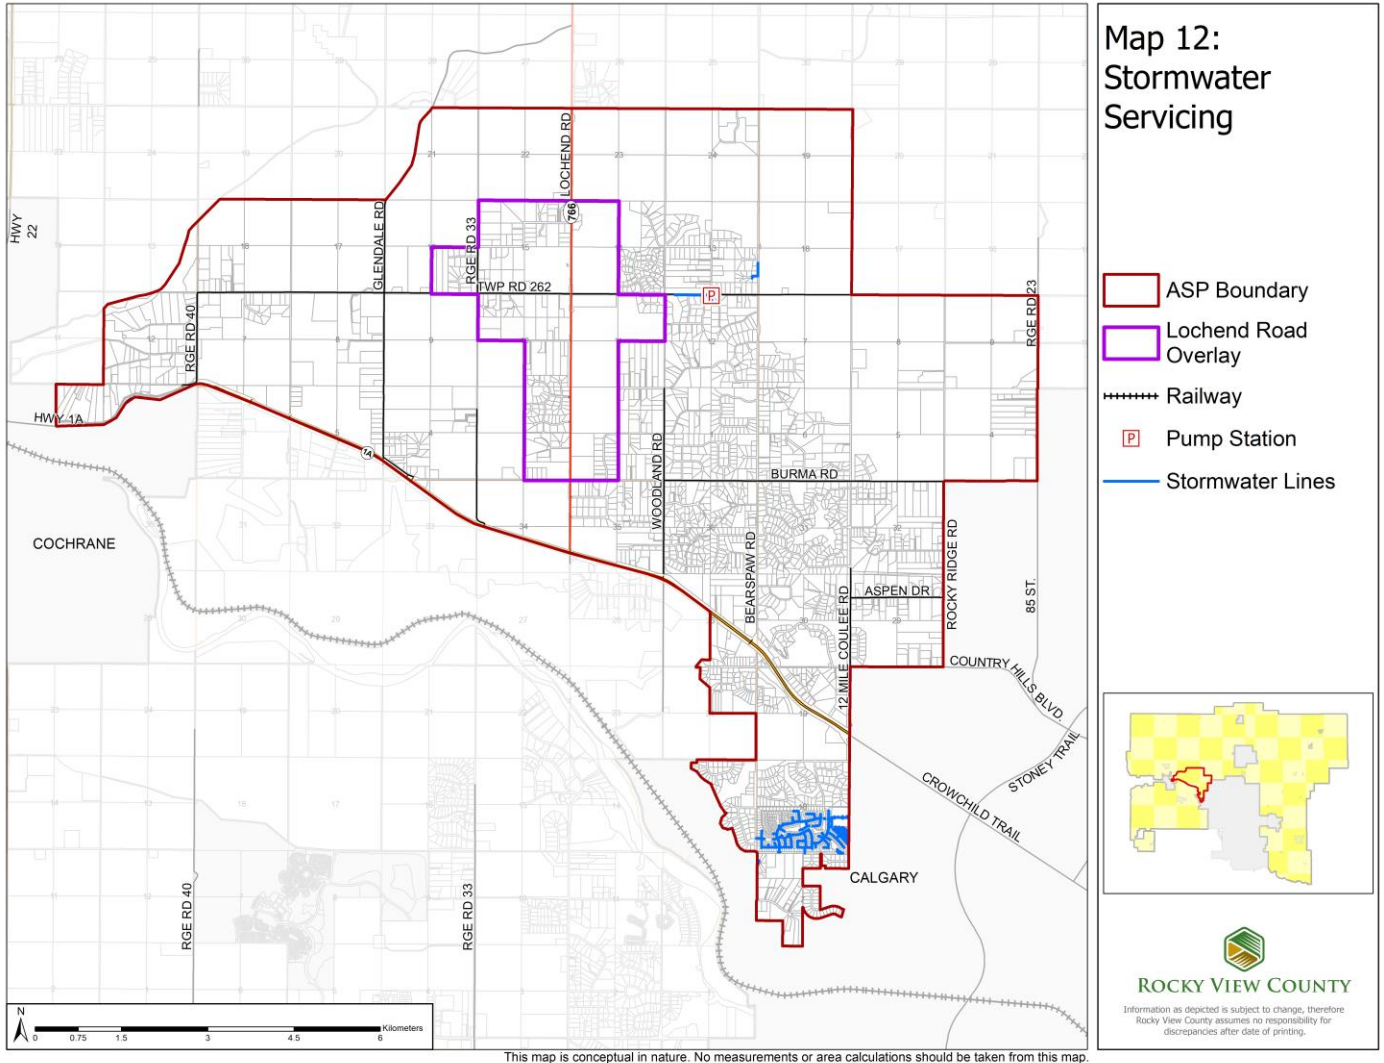 Map 12:
Stormwater
Servicing
ASP Boundary
Lochend Road
Overlay
Railway
P
Pump Station
Stormwater Lines
ROCKY VIEW COUNTY
Information as depicted is subject to change, therefore
Rocky View County assumes no responsibility for
discrepancies after date of printing.
HWY
22
LOCHEND RD
766
GLENDALE RD
RGE RD 33
TWP RD 262
P
RGE RD 23
RGE RD 40
HWY 1A
1A
WOODLAND RD
BURMA RD
COCHRANE
BEARSPAW RD
ROCKY RIDGE RD
ASPEN DR
85 ST.
12 MILE COULEE RD
COUNTRY HILLS BLVD.
STONEY TRAIL
CROWCHILD TRAIL
CALGARY
RGE RD 40
RGE RD 33
N
0 0.75 1.5 3 4.5 6
Kilometers
This map is conceptual in nature. No measurements or area calculations should be taken from this map.